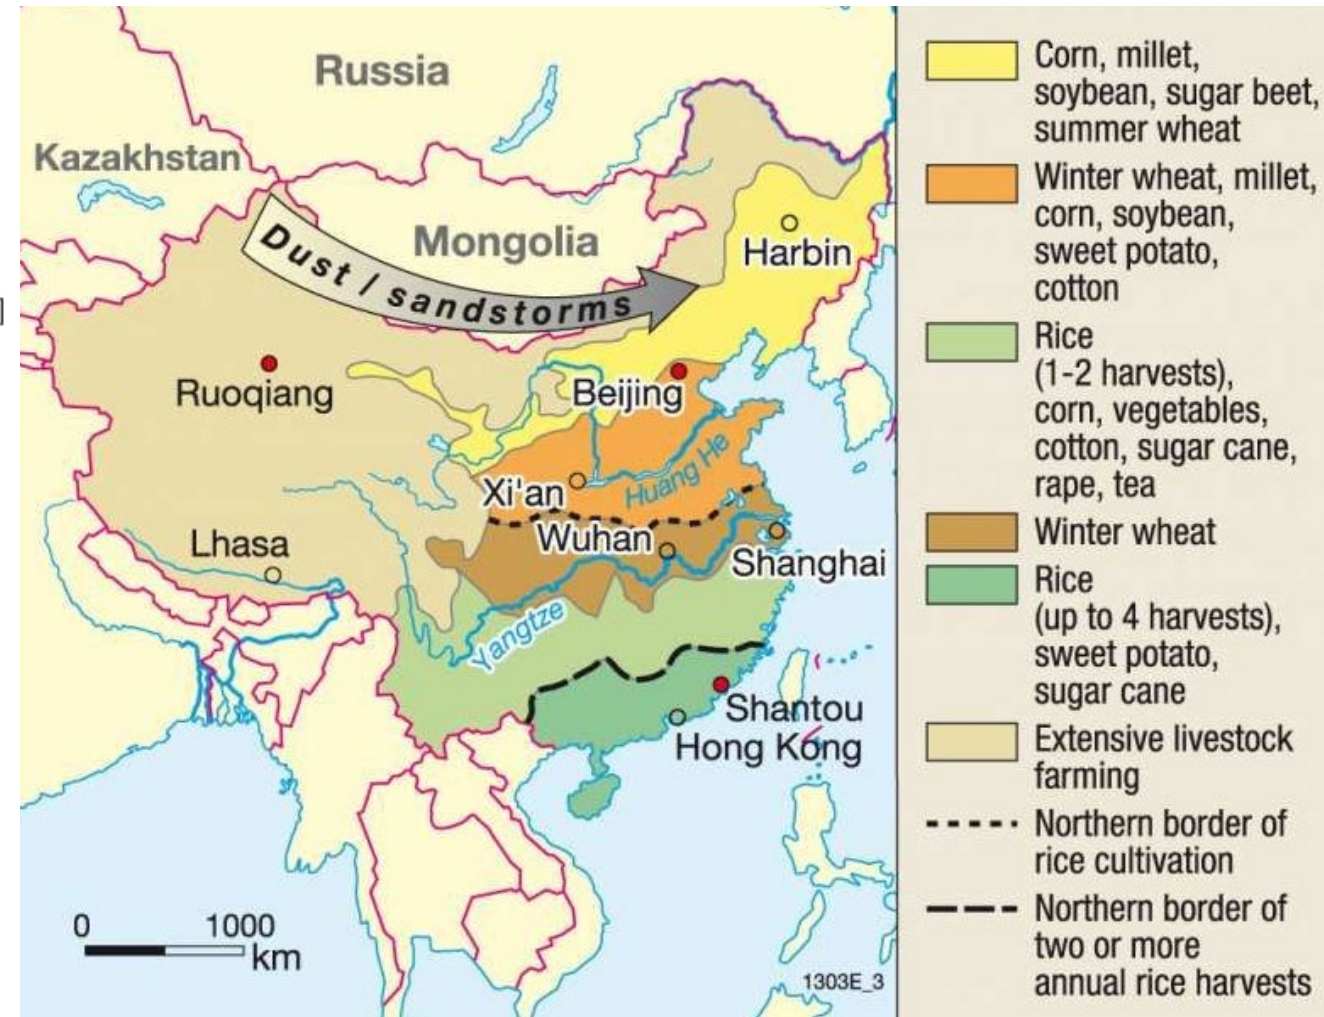 Russia
Kazakhstan
Mongolia
Dust / sandstorms
Harbin
Ruoqiang
Beijing
Huang He
Xi'an
Wuhan
Lhasa
Shanghai
Yangtze
Shantou
Hong Kong
0 1000
km
1303E_3
]
Corn, millet,
soybean, sugar beet,
summer wheat
Winter wheat, millet,
corn, soybean,
sweet potato,
cotton
Rice
(1-2 harvests),
corn, vegetables,
cotton, sugar cane,
rape, tea
Winter wheat
Rice
(up to 4 harvests),
sweet potato,
sugar cane
Extensive livestock
farming
Northern border of
rice cultivation
Northern border of
two or more
annual rice harvests